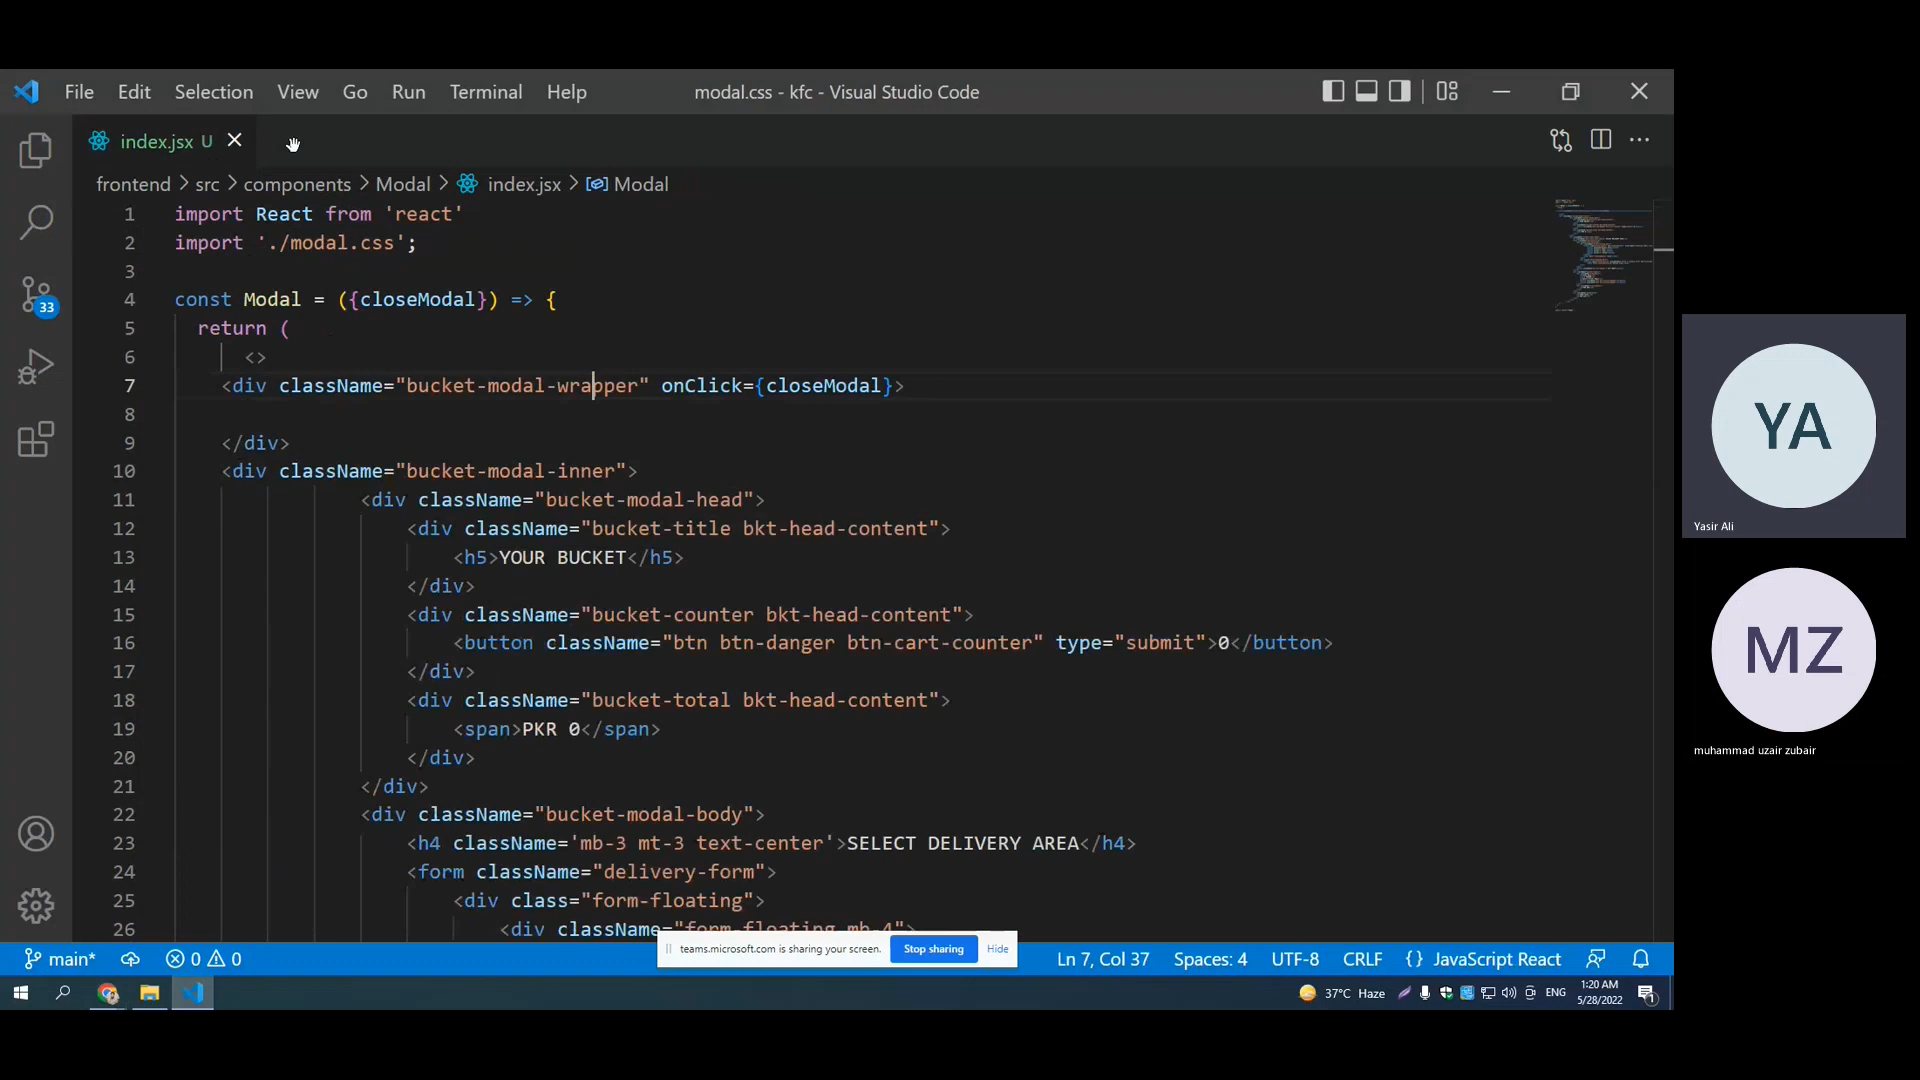 File Edit Selection View Go Run Terminal Help modal.css - kfc - Visual Studio Code
index.jsx U
frontend > src > components > Modal > index.jsx > Modal
1 import React from 'react'
2 import './modal.css';
3
4 const Modal = ({closeModal}) => {
5 return (
6 <>
7 <div className="bucket-modal-wrapper" onClick={closeModal}>
8
9 </div>
10 <div className="bucket-modal-inner">
11 <div className="bucket-modal-head">
12 <div className="bucket-title bkt-head-content">
13 <h5>YOUR BUCKET</h5>
14 </div>
15 <div className="bucket-counter bkt-head-content">
16 <button className="btn btn-danger btn-cart-counter" type="submit">0</button>
17 </div>
18 <div className="bucket-total bkt-head-content">
19 <span>PKR 0</span>
20 </div>
21 </div>
22 <div className="bucket-modal-body">
23 <h4 className='mb-3 mt-3 text-center'>SELECT DELIVERY AREA</h4>
24 <form className="delivery-form">
25 <div class="form-floating">
26 <div className="form-floating mb-4">
33
teams.microsoft.com is sharing your screen. Stop sharing Hide
main* 0 0 Ln 7, Col 37 Spaces: 4 UTF-8 CRLF {} JavaScript React
37°C Haze ENG 1:20 AM
5/28/2022
1
YA
Yasir Ali
MZ
muhammad uzair zubair